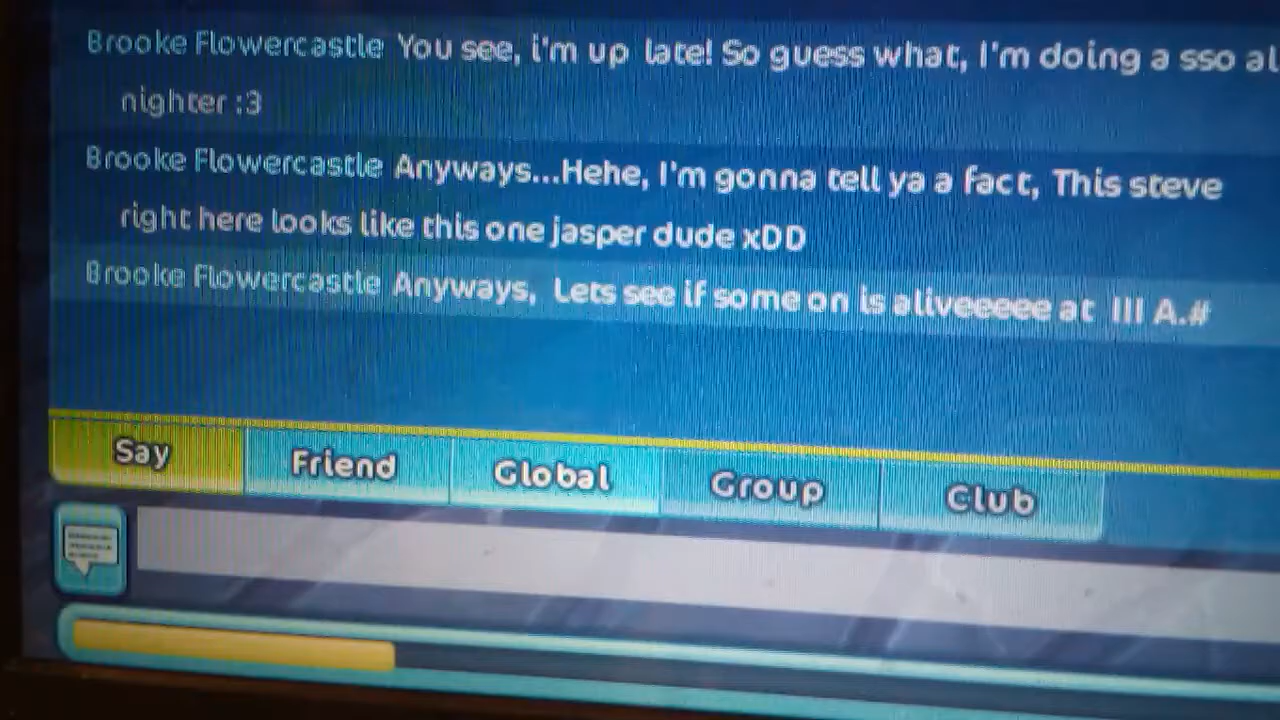 Brooke Flowercastle You see, i'm up late! So guess what, I'm doing a sso al
nighter :3
Brooke Flowercastle Anyways...Hehe, I'm gonna tell ya a fact, This steve
right here looks like this one jasper dude xDD
Brooke Flowercastle Anyways, Lets see if some on is aliveeeee at III A.#
Say Friend Global Group Club